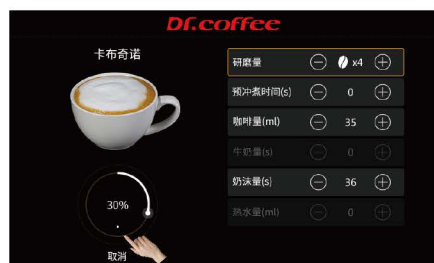 Dr.coffee
卡布奇诺
研磨量 x4
预冲煮时间(s) 0
咖啡量(ml) 35
牛奶量(s) 0
奶沫量(s) 36
热水量(ml) 0
30%
取消